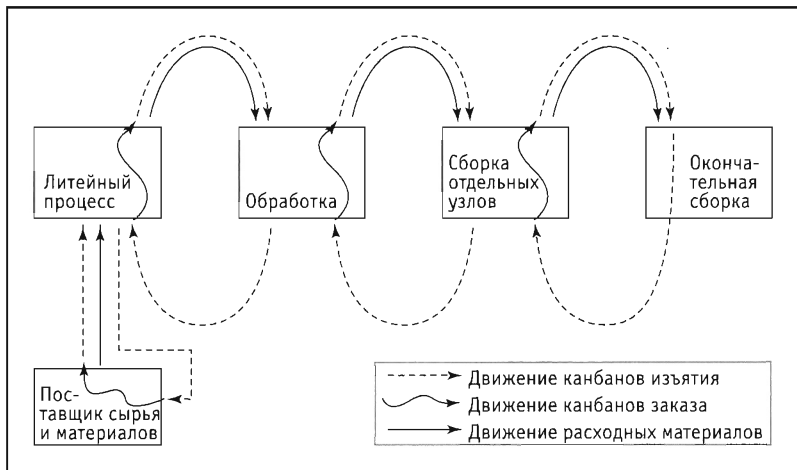 Литейный
процесс
Обработка
Сборка
отдельных
узлов
Оконча-
тельная
сборка
Пос-
тавщик сырья
и материалов
Движение канбанов изъятия
Движение канбанов заказа
Движение расходных материалов